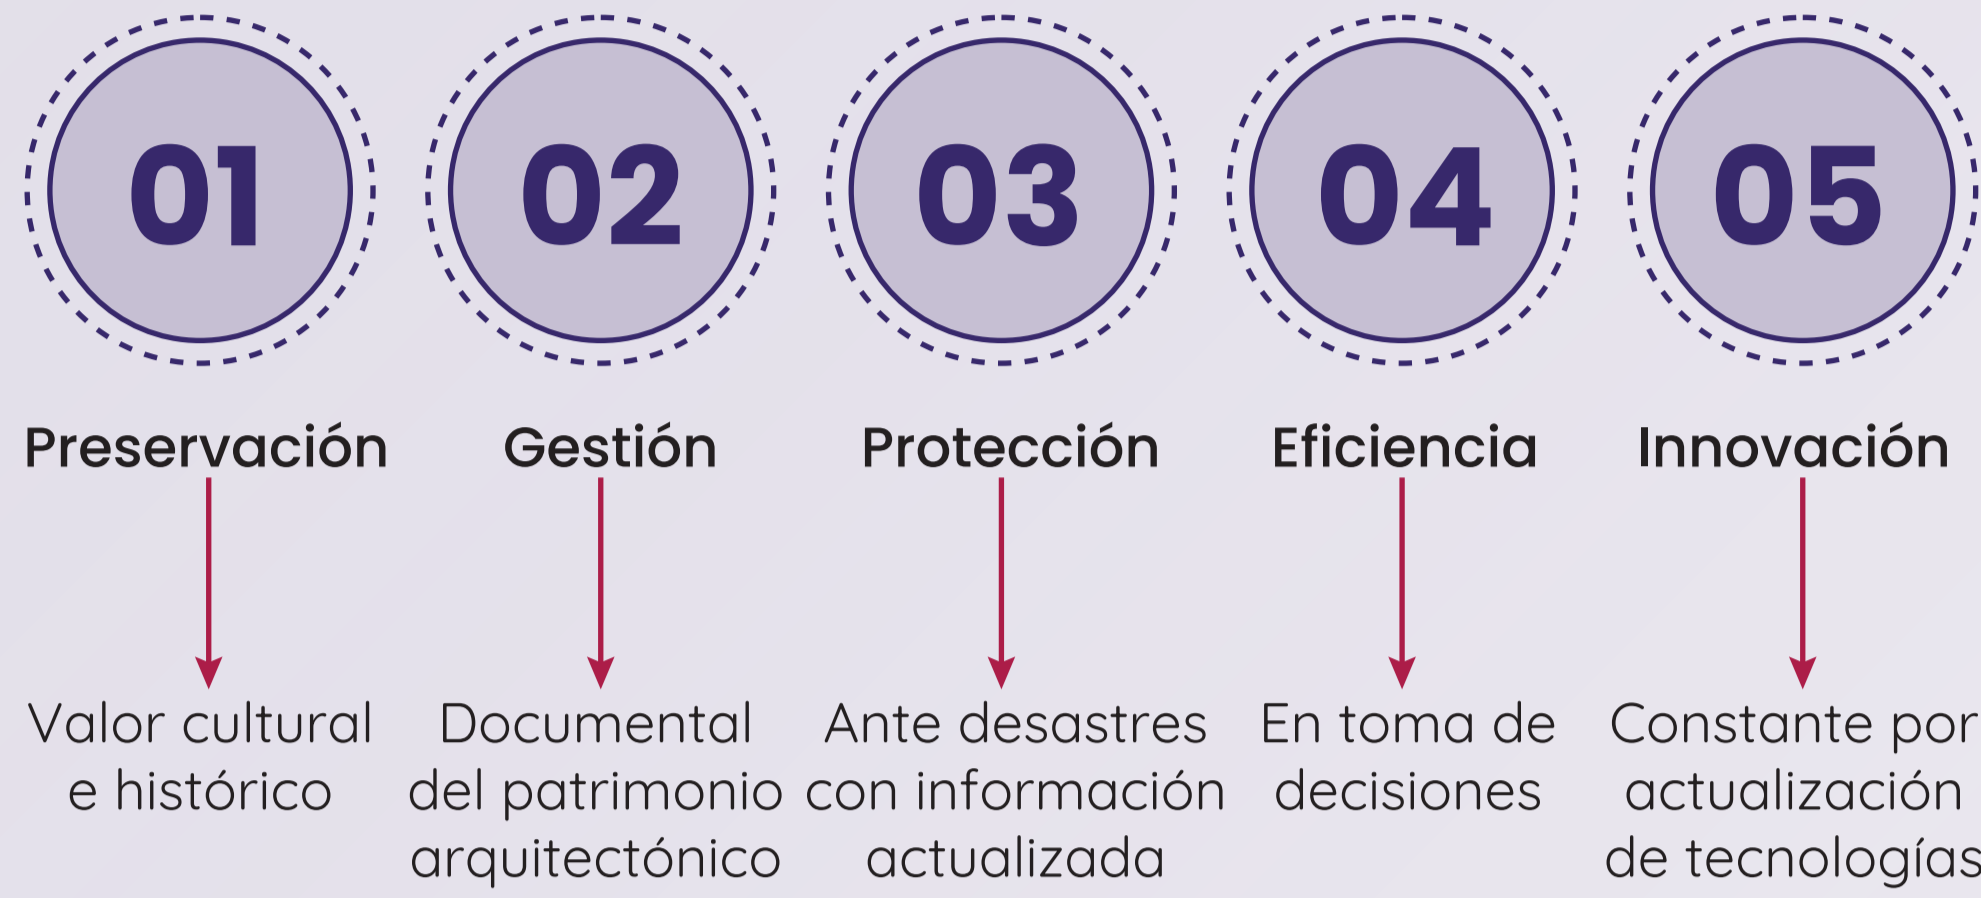 01
Preservación
Valor cultural
e histórico
02
Gestión
Documental
del patrimonio
arquitectónico
03
Protección
Ante desastres
con información
actualizada
04
Eficiencia
En toma de
decisiones
05
Innovación
Constante por
actualización
de tecnologías